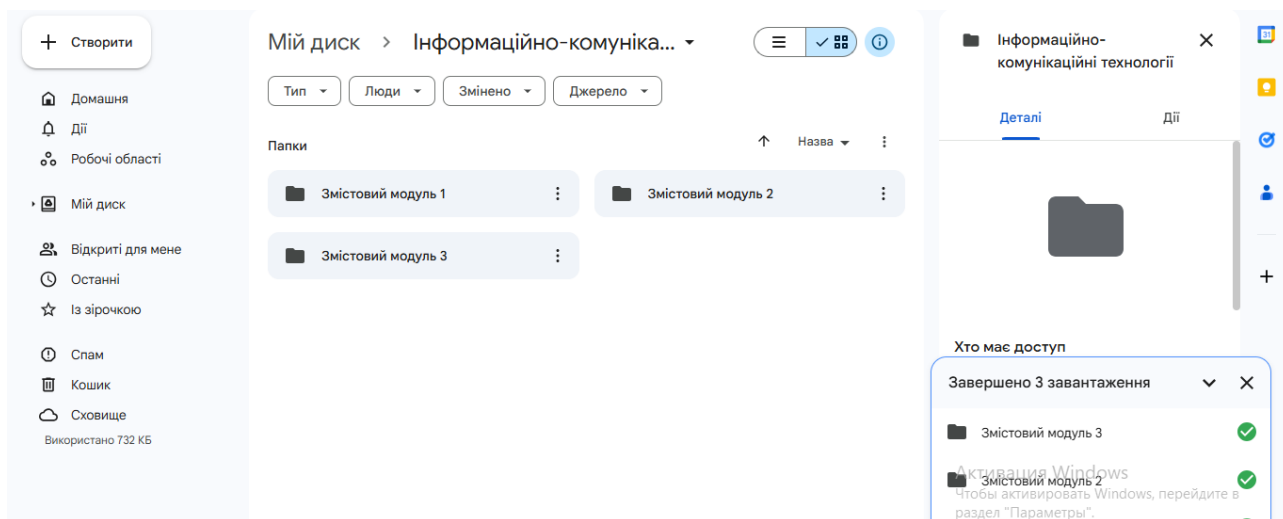 Створити
Домашня
Дії
Робочі області
Мій диск
Відкриті для мене
Останні
Із зірочкою
Спам
Кошик
Сховище
Використано 732 КБ
Мій диск > Інформаційно-комуніка...
Тип Люди Змінено Джерело
Папки Назва
Змістовий модуль 1 Змістовий модуль 2
Змістовий модуль 3
Інформаційно-
комунікаційні технології
Деталі Дії
Хто має доступ
Завершено 3 завантаження
Змістовий модуль 3
Змістовий модуль 2
Активация Windows
Чтобы активировать Windows, перейдите в
раздел "Параметры".
31